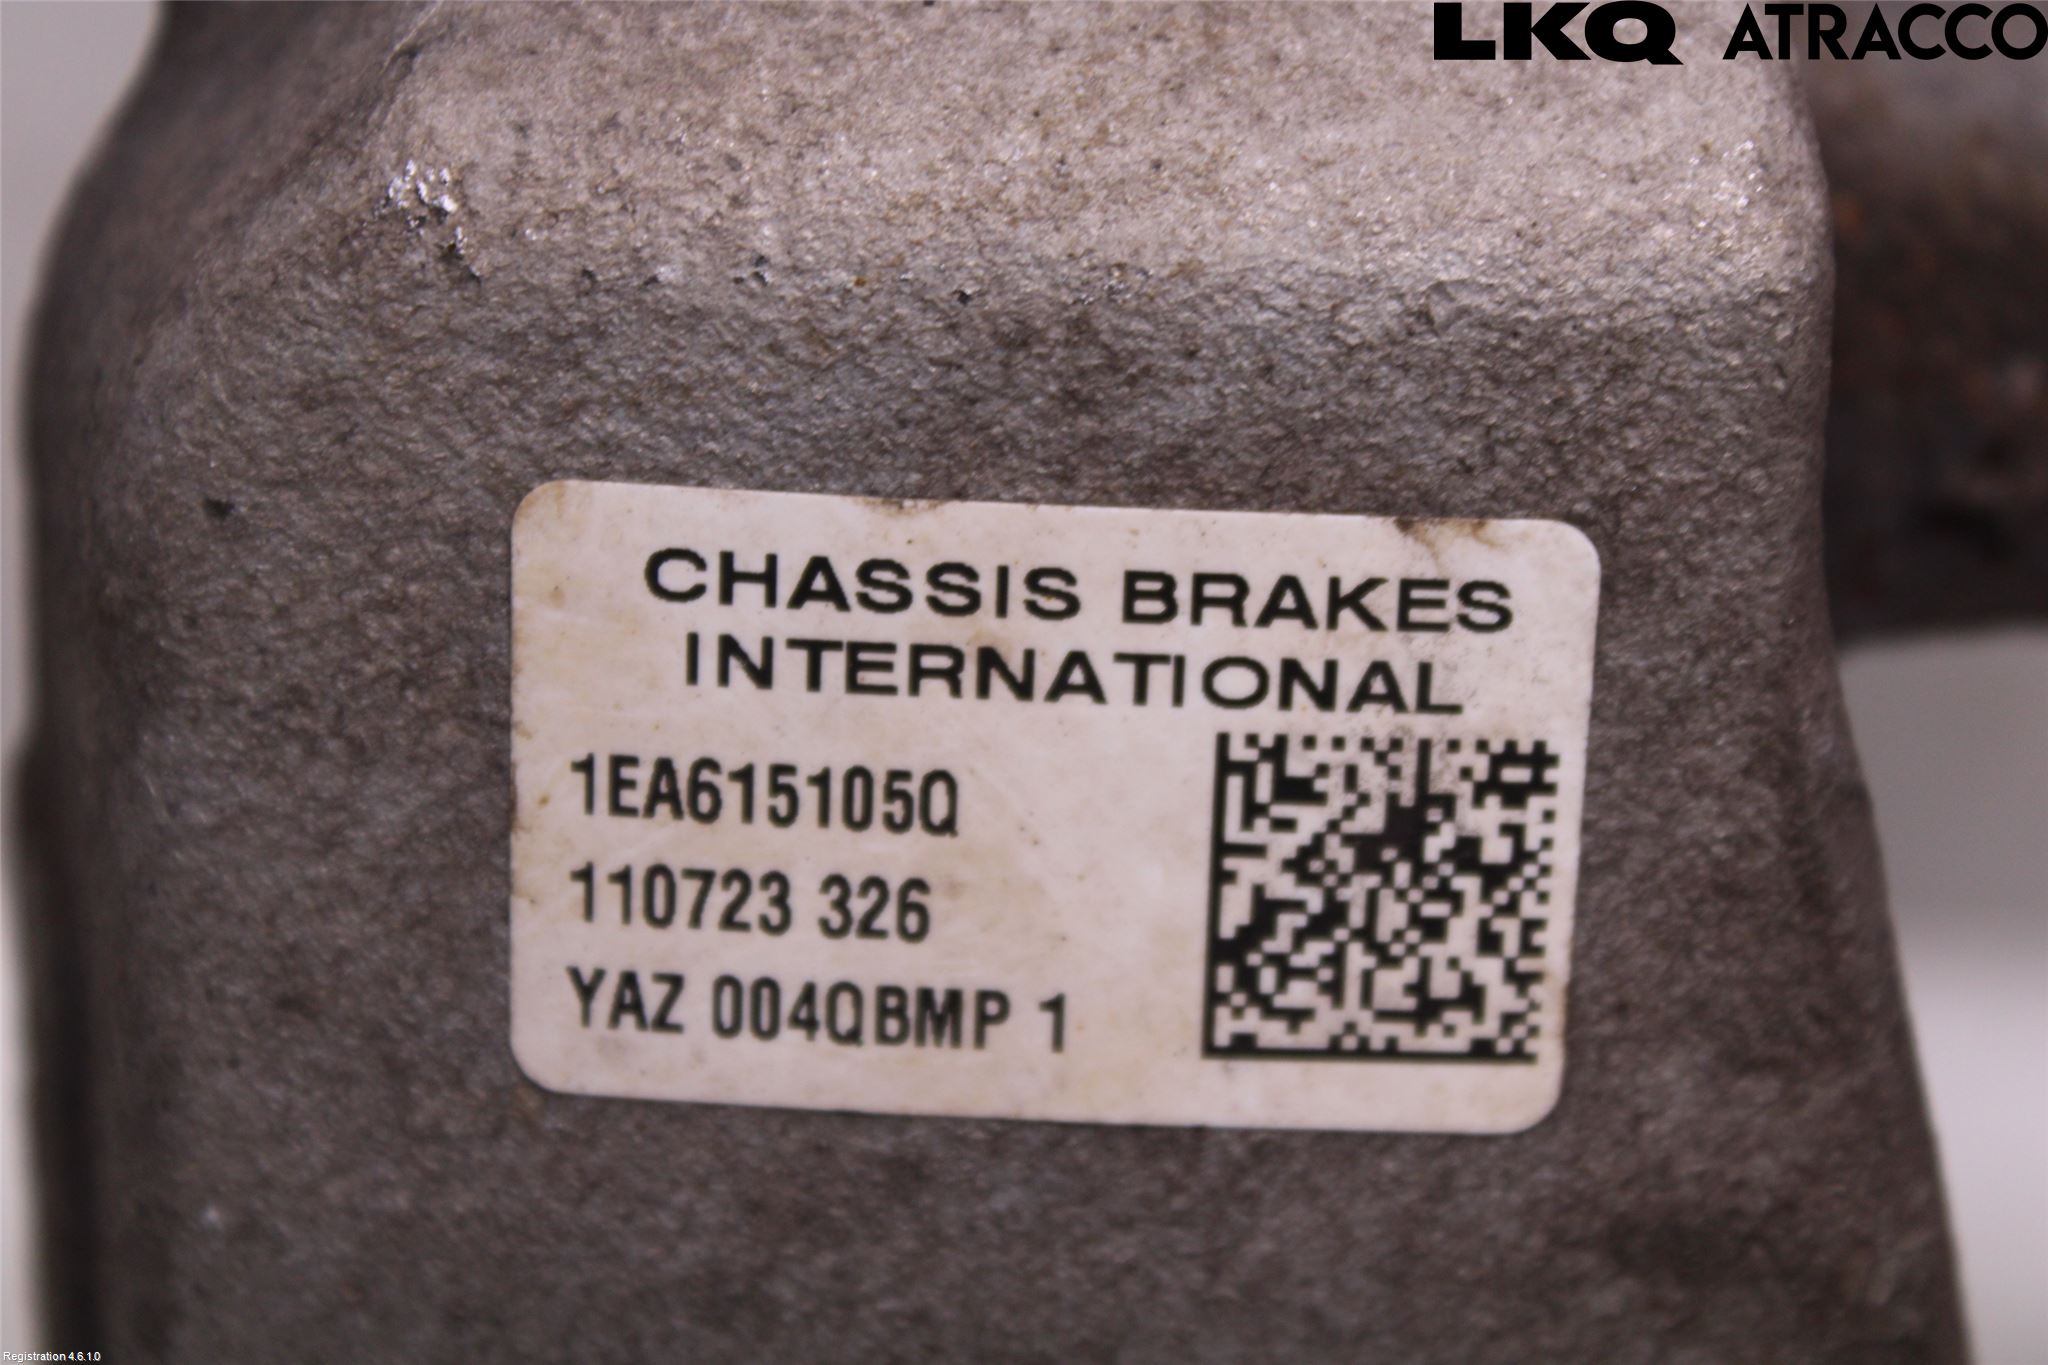 LKQ ATRACCO
CHASSIS BRAKES
INTERNATIONAL
1EA615105Q
110723 326
YAZ 004QBMP 1
Registration 4.6.1.0